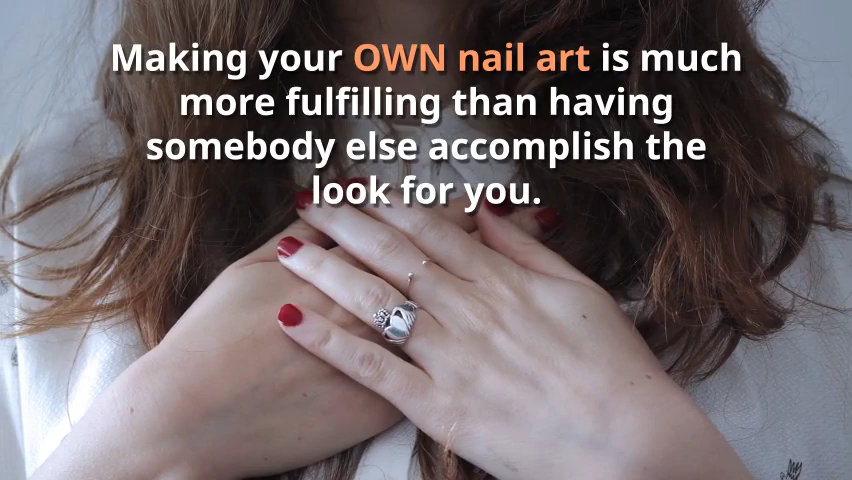 Making your OWN nail art is much
more fulfilling than having
somebody else accomplish the
look for you.